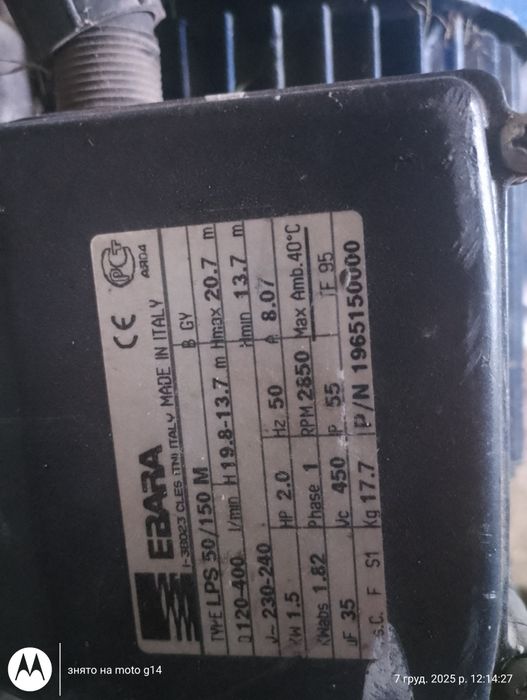 EBARA
I-38023 CLES (TN) ITALY MADE IN ITALY
CE
PCT
AЯ04
TYPE LPS 50/150 M B GY
Q 120-400 l/min H 19.8-13.7 m Hmax 20.7 m
V~ 230-240 Hmin 13.7 m
KW 1.5 HP 2.0 Hz 50 A 8.07
KWabs 1.82 Phase 1 RPM 2850 Max Amb.40°C
µF 35 Vc 450 IP 55 TF 95
S.C. F S1 Kg 17.7 P/N 1965150000
знято на moto g14
7 груд. 2025 р. 12:14:27